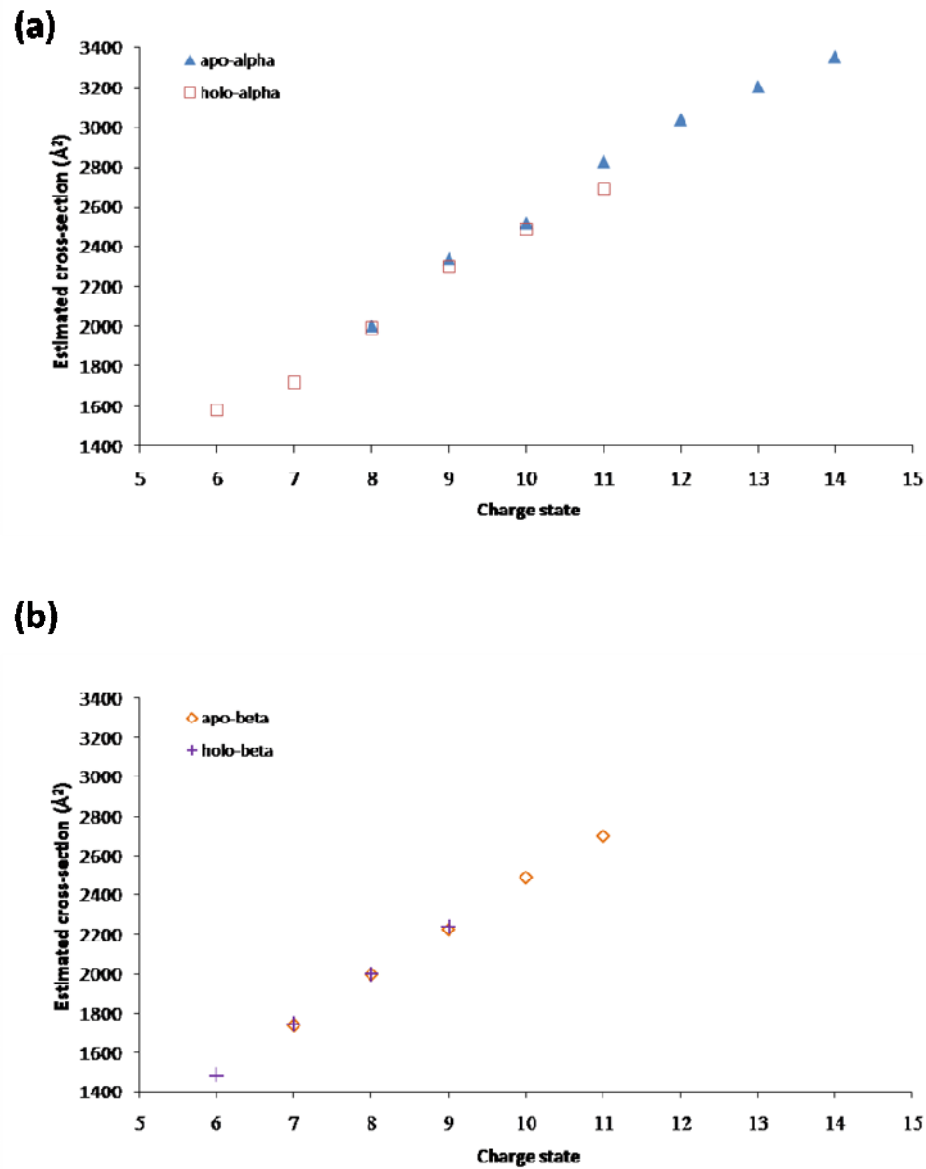 (a)
3400
3200
3000
2800
2600
2400
2200
2000
1800
1600
1400
Estimated cross-section (Å²)
apo-alpha
holo-alpha
5 6 7 8 9 10 11 12 13 14 15
Charge state
(b)
3400
3200
3000
2800
2600
2400
2200
2000
1800
1600
1400
Estimated cross-section (Å²)
apo-beta
holo-beta
5 6 7 8 9 10 11 12 13 14 15
Charge state